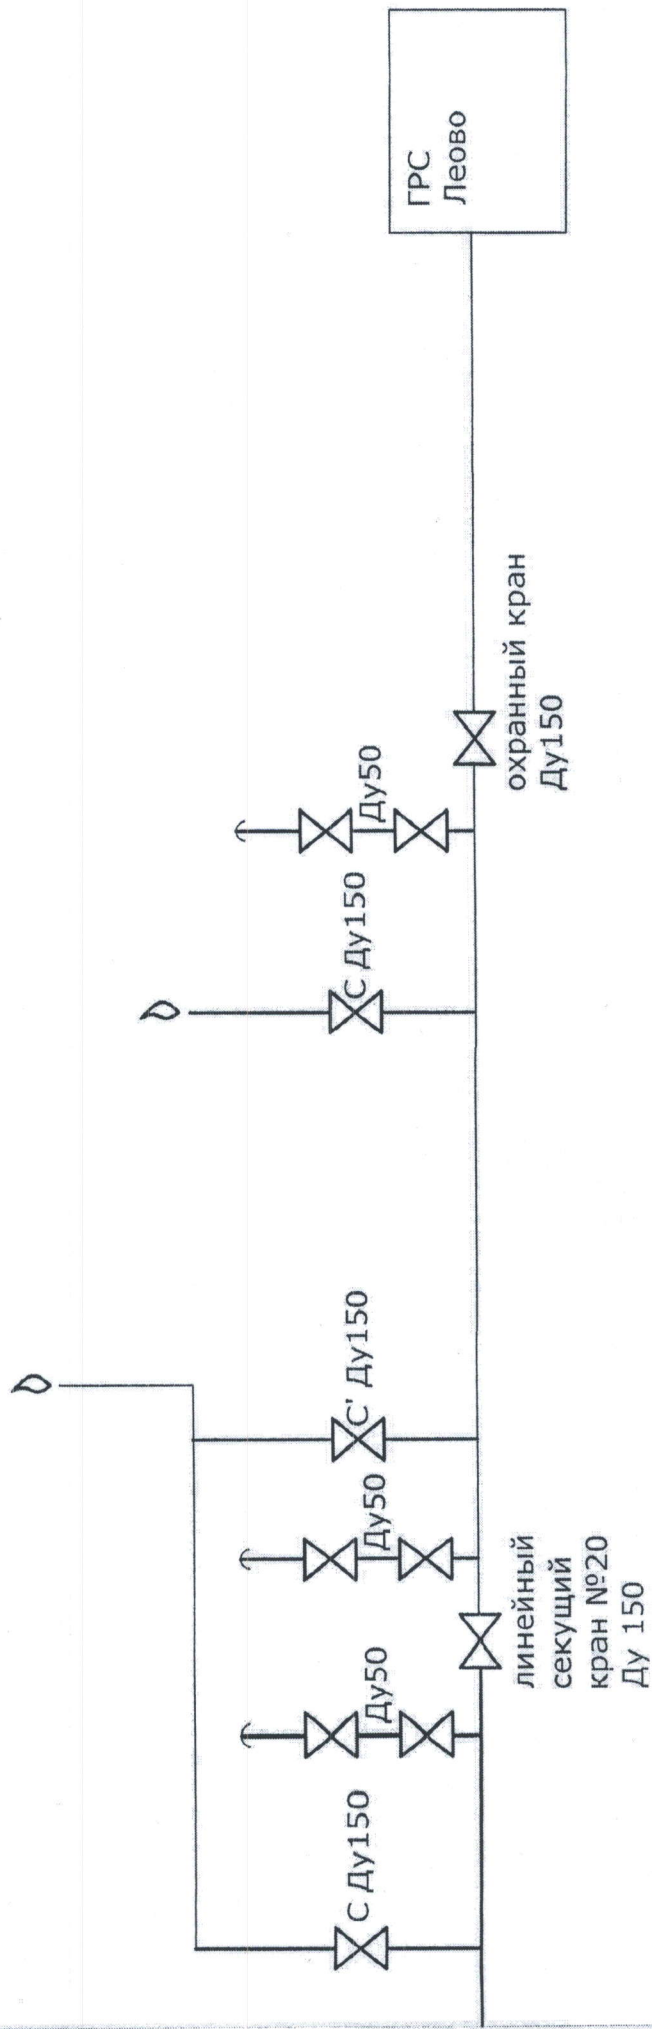 С Ду150
Ду50
линейный
секущий
кран №20
Ду 150
Ду50
С' Ду150
С Ду150
Ду50
охранный кран
Ду150
ГРС
Леово